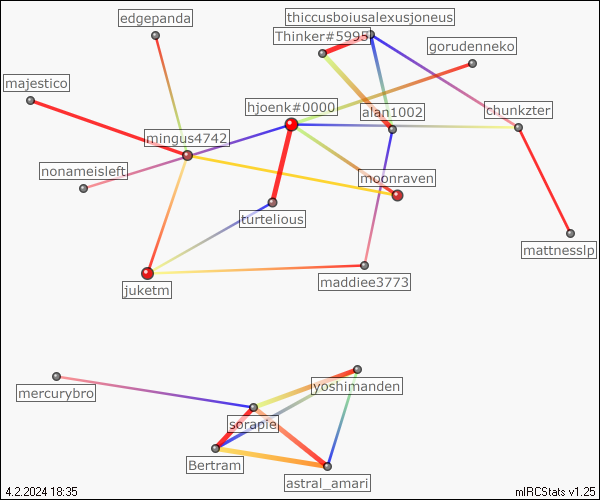 edgepanda
thiccusboiusalexusjoneus
Thinker#5995
gorudenneko
majestico
hjoenk#0000
alan1002
chunkzter
mingus4742
nonameisleft
moonraven
turtelious
mattnesslp
maddiee3773
juketm
yoshimanden
mercurybro
sorapie
Bertram
astral_amari
4.2.2024 18:35
mIRCStats v1.25